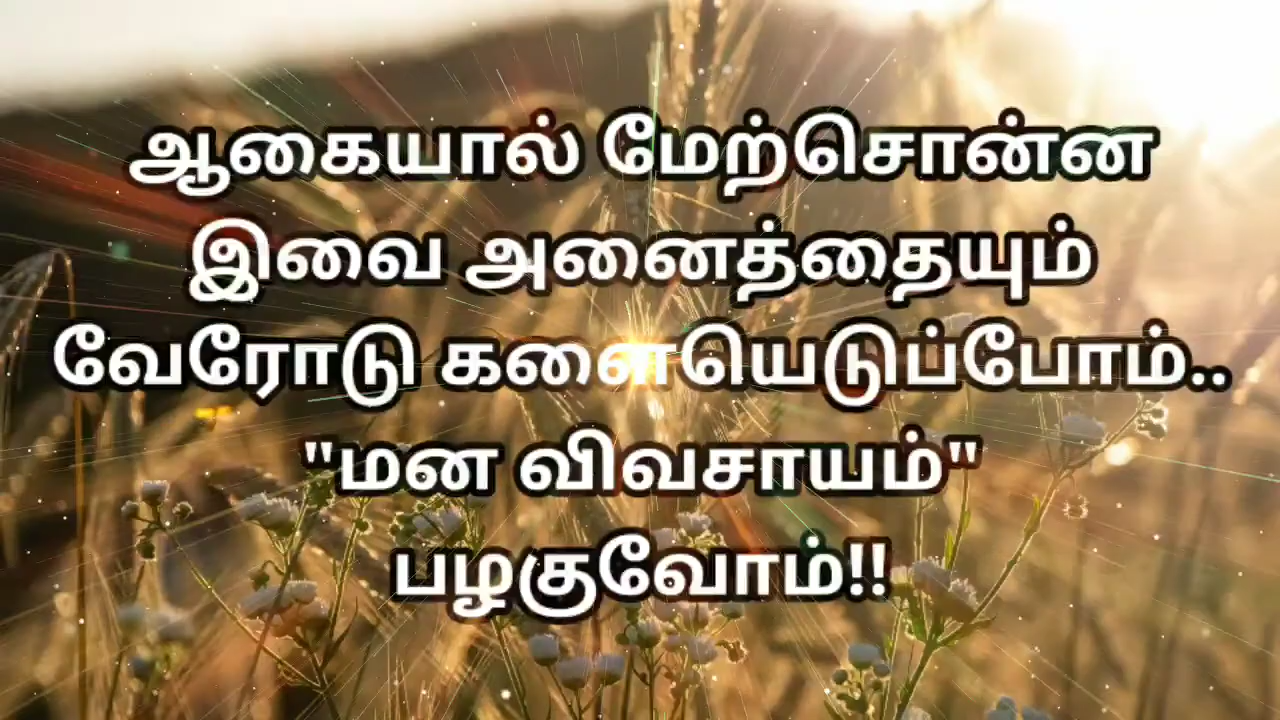 ஆகையால் மேற்சொன்ன
இவை அனைத்தையும்
வேரோடு களையெடுப்போம்..
"மன விவசாயம்"
பழகுவோம்!!